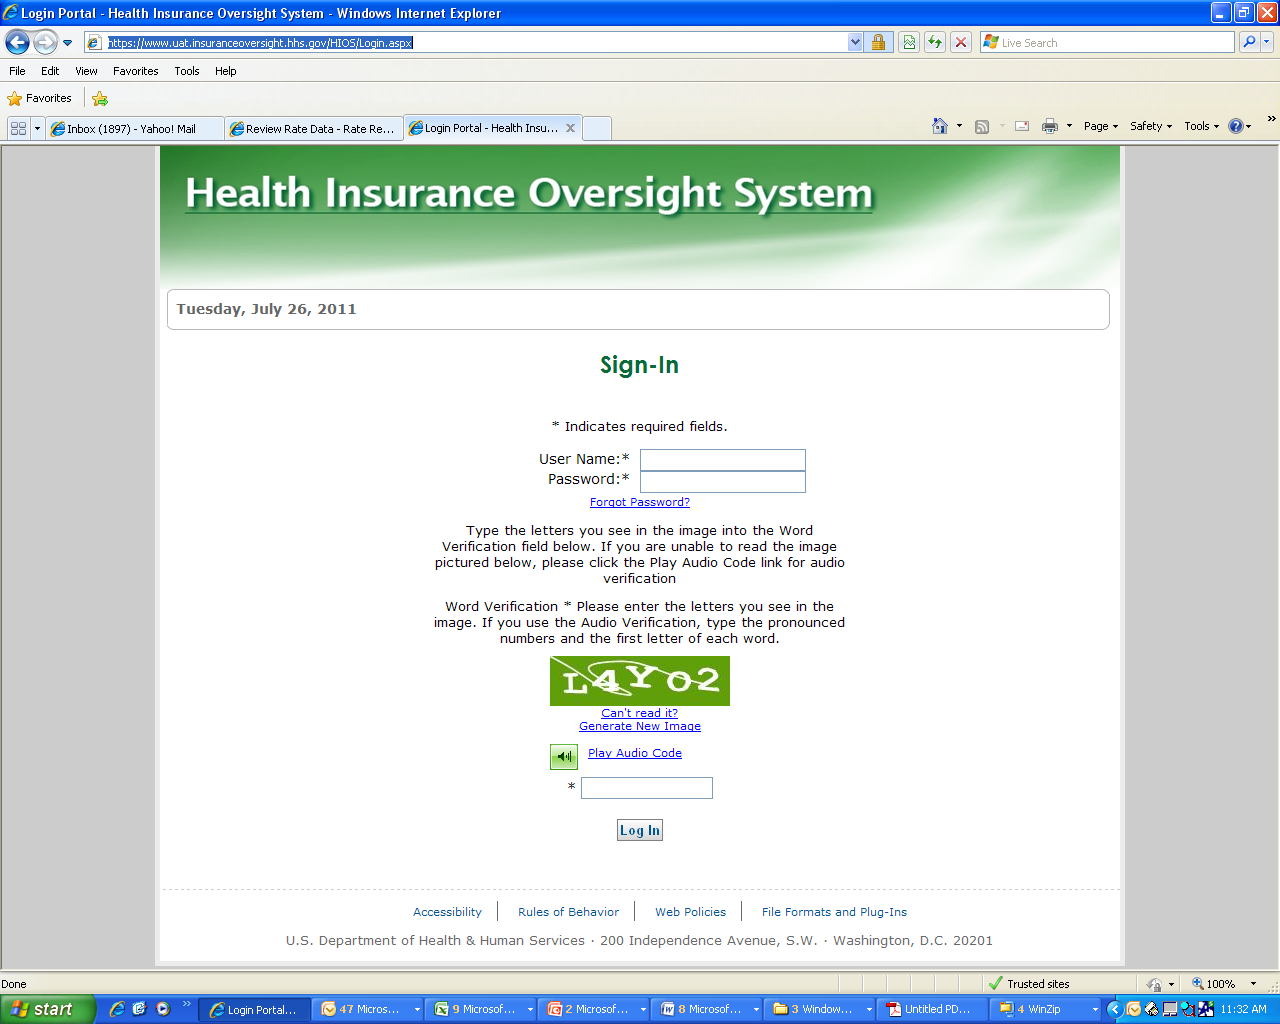 Login Portal - Health Insurance Oversight System - Windows Internet Explorer
https://www.uat.insuranceoversight.hhs.gov/HIOS/Login.aspx
Live Search
File Edit View Favorites Tools Help
Favorites
Inbox (1897) - Yahoo! Mail
Review Rate Data - Rate Re...
Login Portal - Health Insu...
Page Safety Tools
Health Insurance Oversight System
Tuesday, July 26, 2011
Sign-In
* Indicates required fields.
User Name:*
Password:*
Forgot Password?
Type the letters you see in the image into the Word
Verification field below. If you are unable to read the image
pictured below, please click the Play Audio Code link for audio
verification
Word Verification * Please enter the letters you see in the
image. If you use the Audio Verification, type the pronounced
numbers and the first letter of each word.
L4YO2
Can't read it?
Generate New Image
Play Audio Code
*
Log In
Accessibility
Rules of Behavior
Web Policies
File Formats and Plug-Ins
U.S. Department of Health & Human Services · 200 Independence Avenue, S.W. · Washington, D.C. 20201
Done
Trusted sites
100%
start
Login Portal...
47 Micros...
9 Microsof...
2 Microsof...
8 Microsof...
3 Window...
Untitled PD...
4 WinZip
11:32 AM